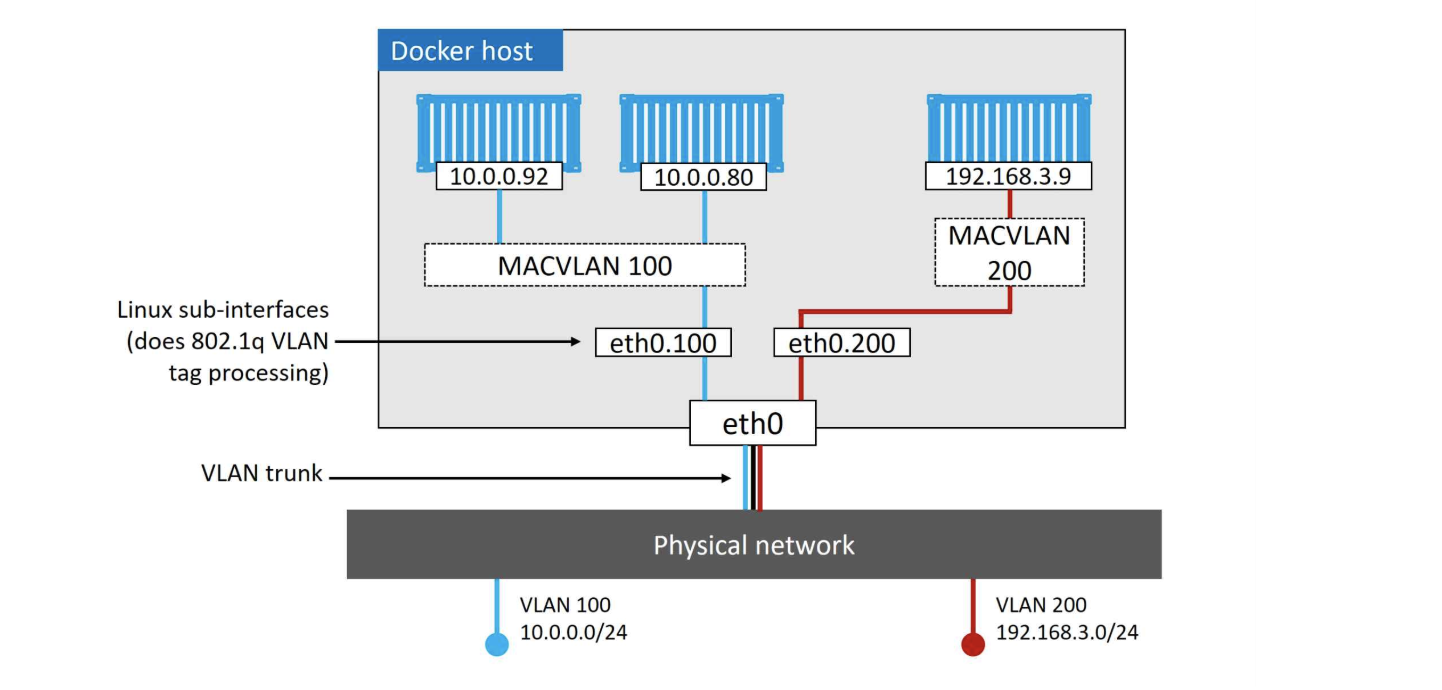 Docker host
10.0.0.92
10.0.0.80
192.168.3.9
MACVLAN 100
MACVLAN
200
Linux sub-interfaces
(does 802.1q VLAN
tag processing)
eth0.100
eth0.200
eth0
VLAN trunk
Physical network
VLAN 100
10.0.0.0/24
VLAN 200
192.168.3.0/24